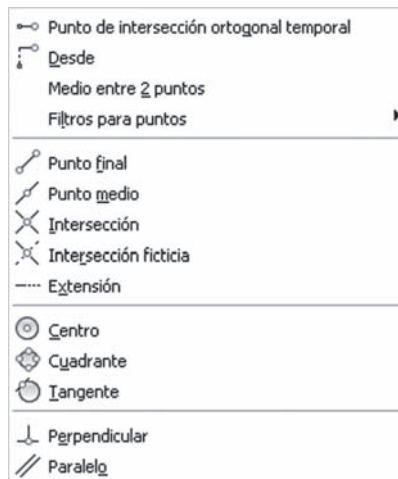 Punto de intersección ortogonal temporal
Desde
Medio entre 2 puntos
Filtros para puntos
Punto final
Punto medio
Intersección
Intersección ficticia
Extensión
Centro
Cuadrante
Tangente
Perpendicular
Paralelo